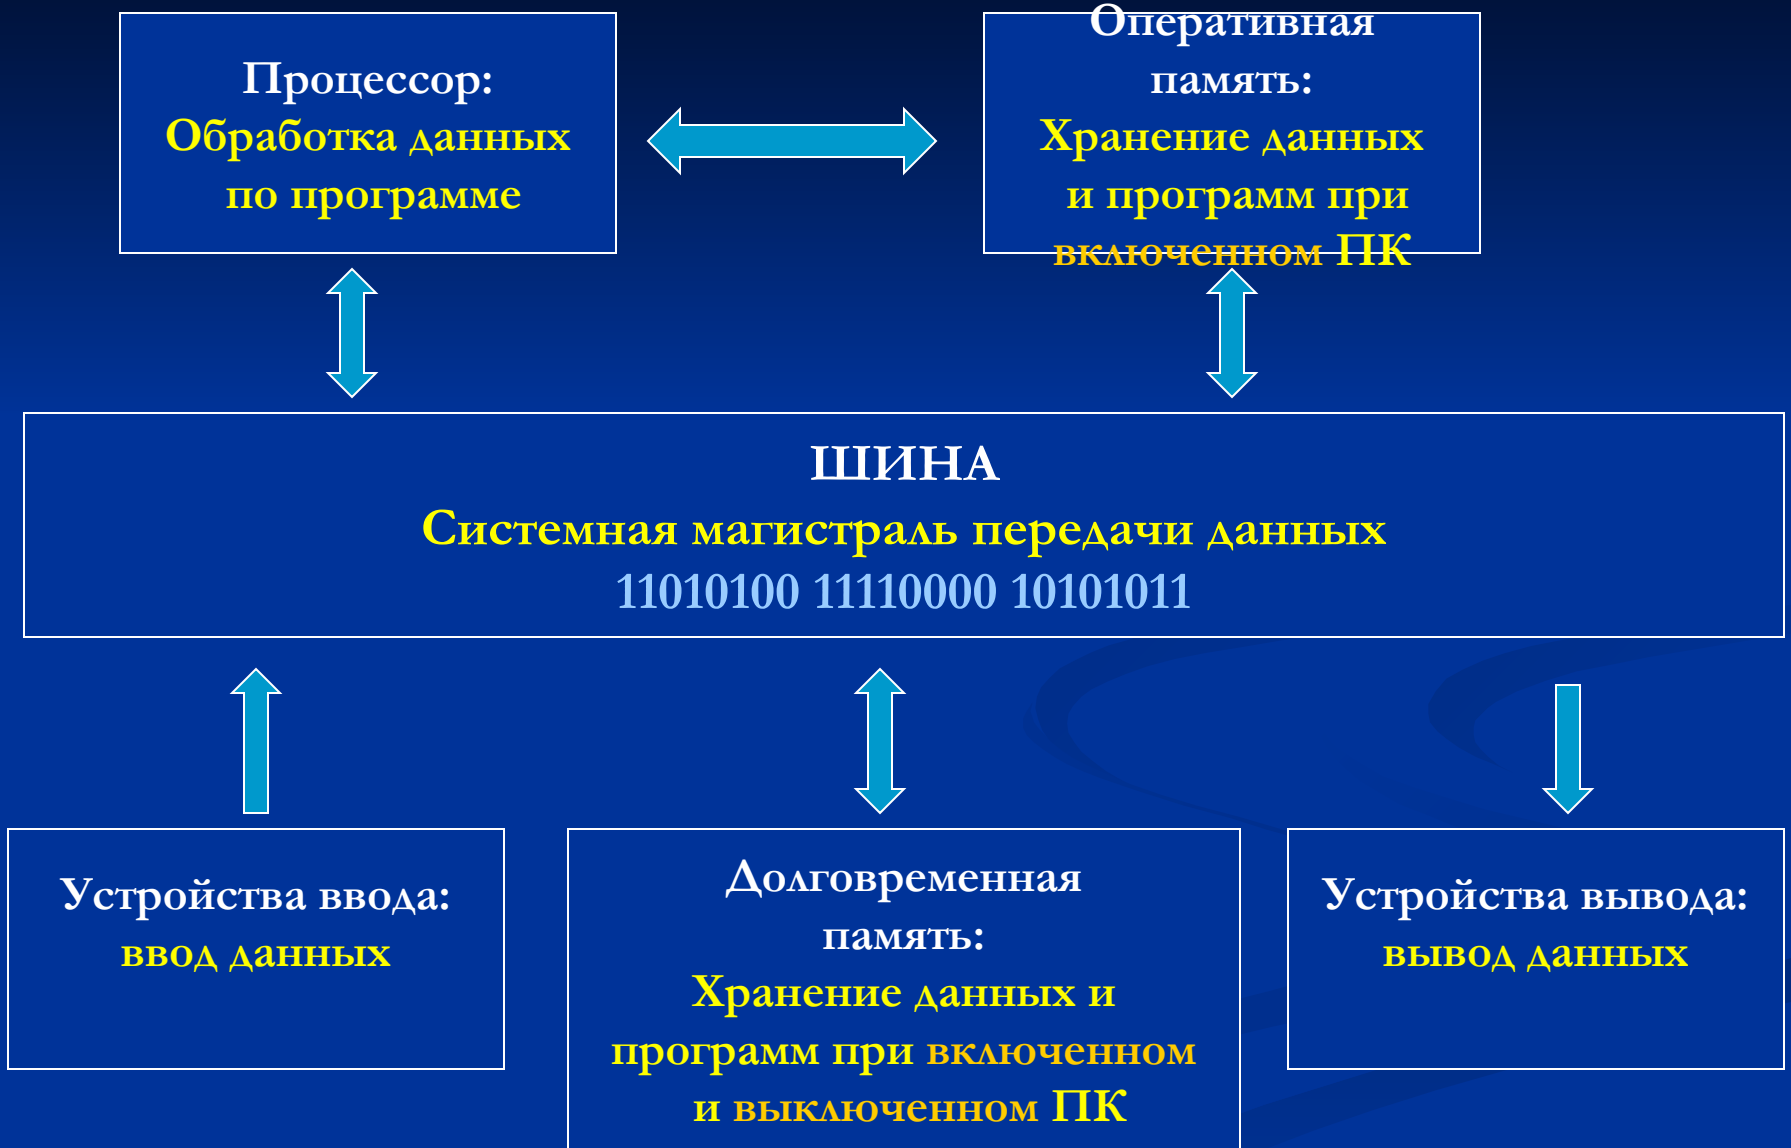 Процессор:
Обработка данных
по программе
Оперативная
память:
Хранение данных
и программ при
включенном ПК
ШИНА
Системная магистраль передачи данных
11010100 11110000 10101011
Устройства ввода:
ввод данных
Долговременная
память:
Хранение данных и
программ при включенном
и выключенном ПК
Устройства вывода:
вывод данных